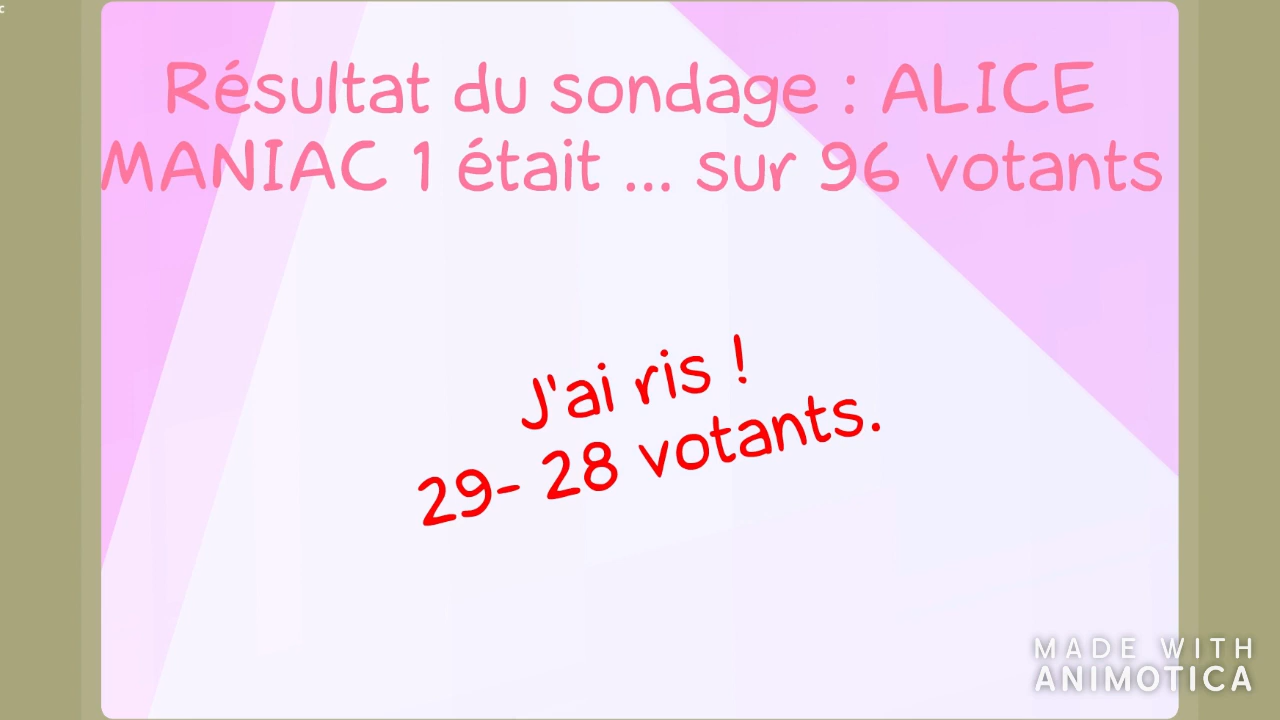 Résultat du sondage : ALICE
MANIAC 1 était ... sur 96 votants
J'ai ris !
29- 28 votants.
MADE WITH
ANIMOTICA